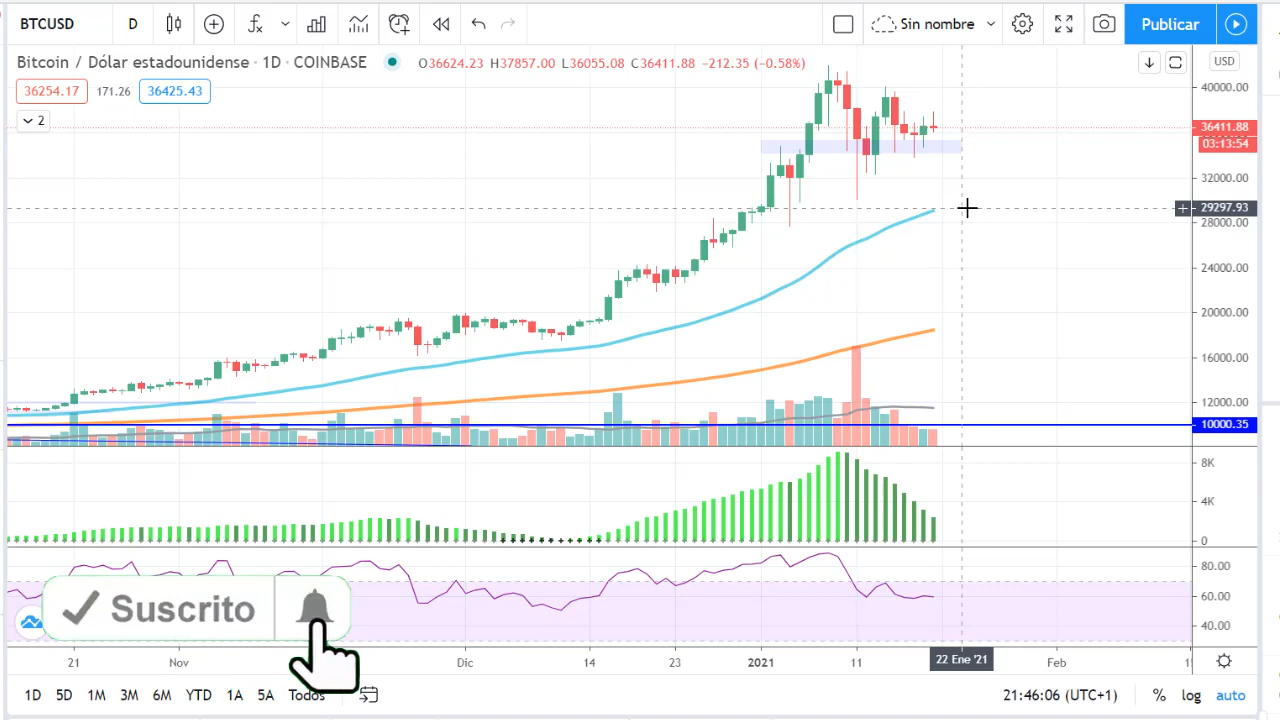 BTCUSD D Sin nombre Publicar
Bitcoin / Dólar estadounidense · 1D · COINBASE O36624.23 H37857.00 L36055.08 C36411.88 −212.35 (−0.58%) USD
36254.17 171.26 36425.43
2
40000.00
36411.88
03:13:54
32000.00
29297.93
28000.00
24000.00
20000.00
16000.00
12000.00
10000.35
8K
4K
0
80.00
60.00
40.00
Suscrito
21 Nov Dic 14 23 2021 11 22 Ene '21 Feb
1D 5D 1M 3M 6M YTD 1A 5A Todos 21:46:06 (UTC+1) % log auto